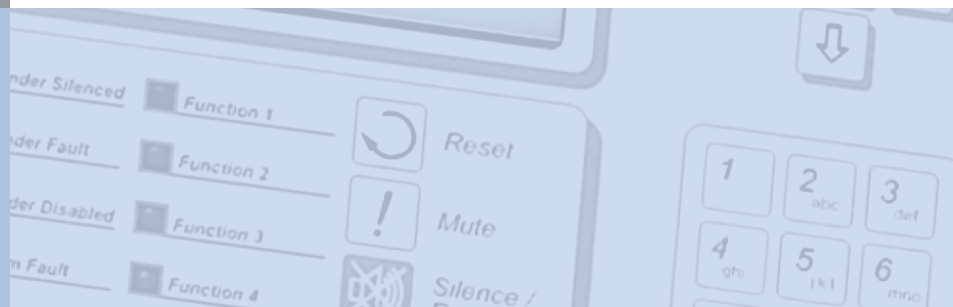 nder Silenced
Function 1
Reset
der Fault
Function 2
!
Mute
der Disabled
Function 3
Fault
Function 4
Silence /
1
2 abc
3 def
4 ghi
5 jkl
6 mno